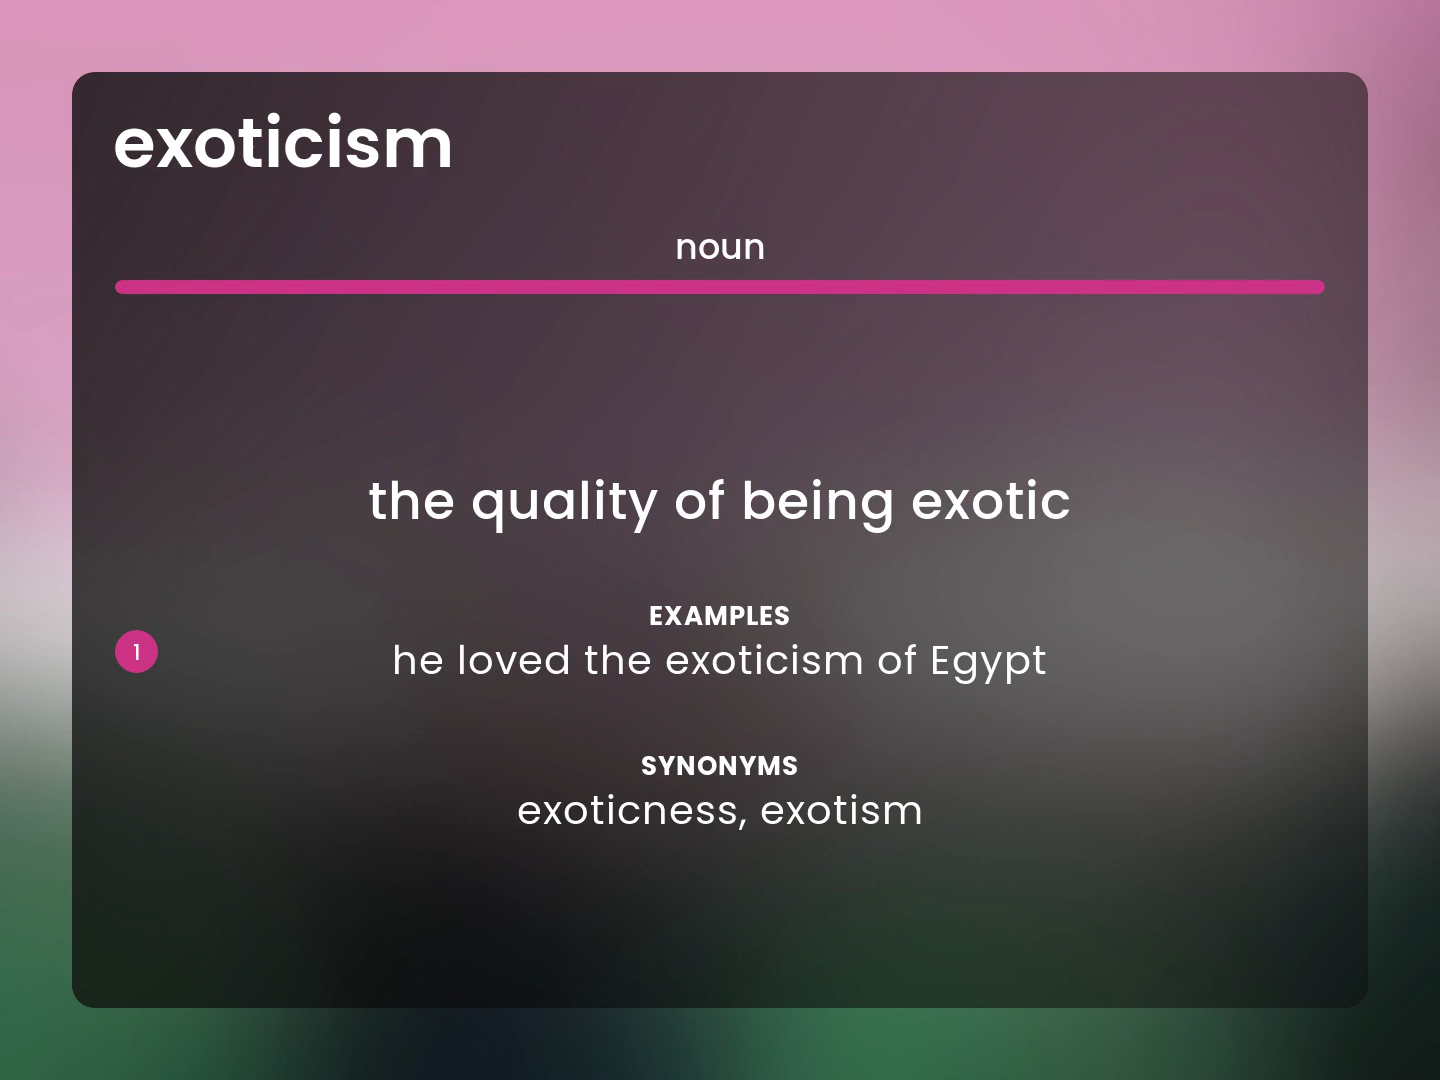 exoticism
noun
the quality of being exotic
EXAMPLES
1
he loved the exoticism of Egypt
SYNONYMS
exoticness, exotism